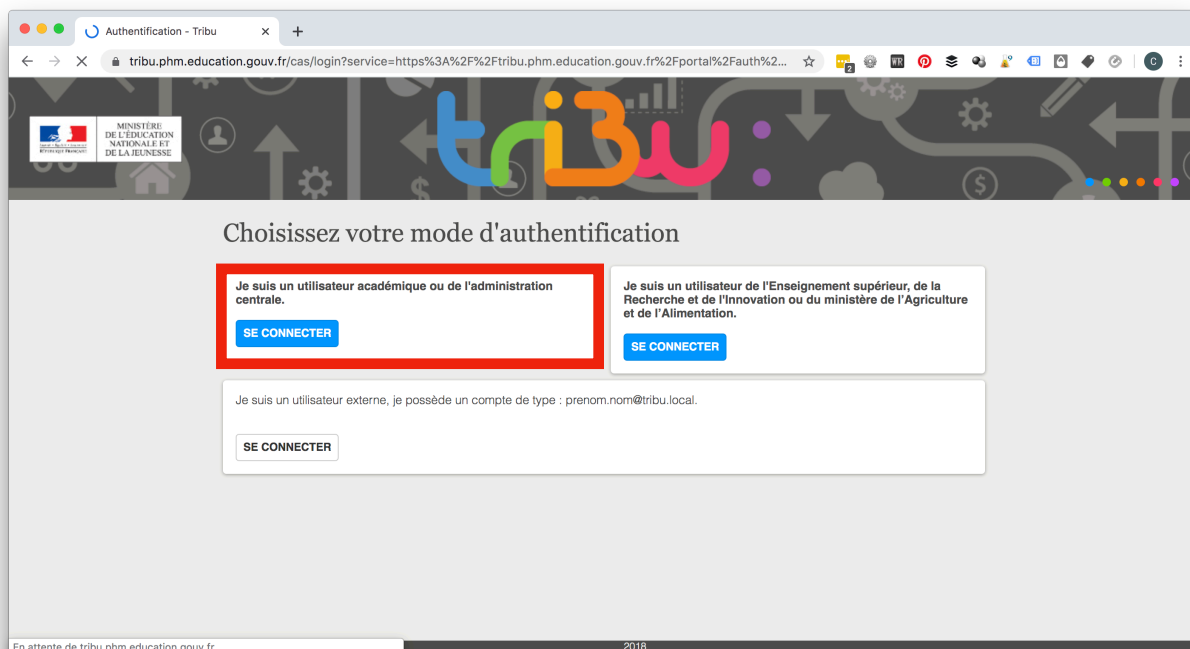 Authentification - Tribu
tribu.phm.education.gouv.fr/cas/login?service=https%3A%2F%2Ftribu.phm.education.gouv.fr%2Fportal%2Fauth%2...
2
WR
C
MINISTÈRE
DE L'ÉDUCATION
NATIONALE ET
DE LA JEUNESSE
tribu
Choisissez votre mode d'authentification
Je suis un utilisateur académique ou de l'administration
centrale.
SE CONNECTER
Je suis un utilisateur de l'Enseignement supérieur, de la
Recherche et de l'Innovation ou du ministère de l'Agriculture
et de l'Alimentation.
SE CONNECTER
Je suis un utilisateur externe, je possède un compte de type : prenom.nom@tribu.local.
SE CONNECTER
En attente de tribu.phm.education.gouv.fr
2018